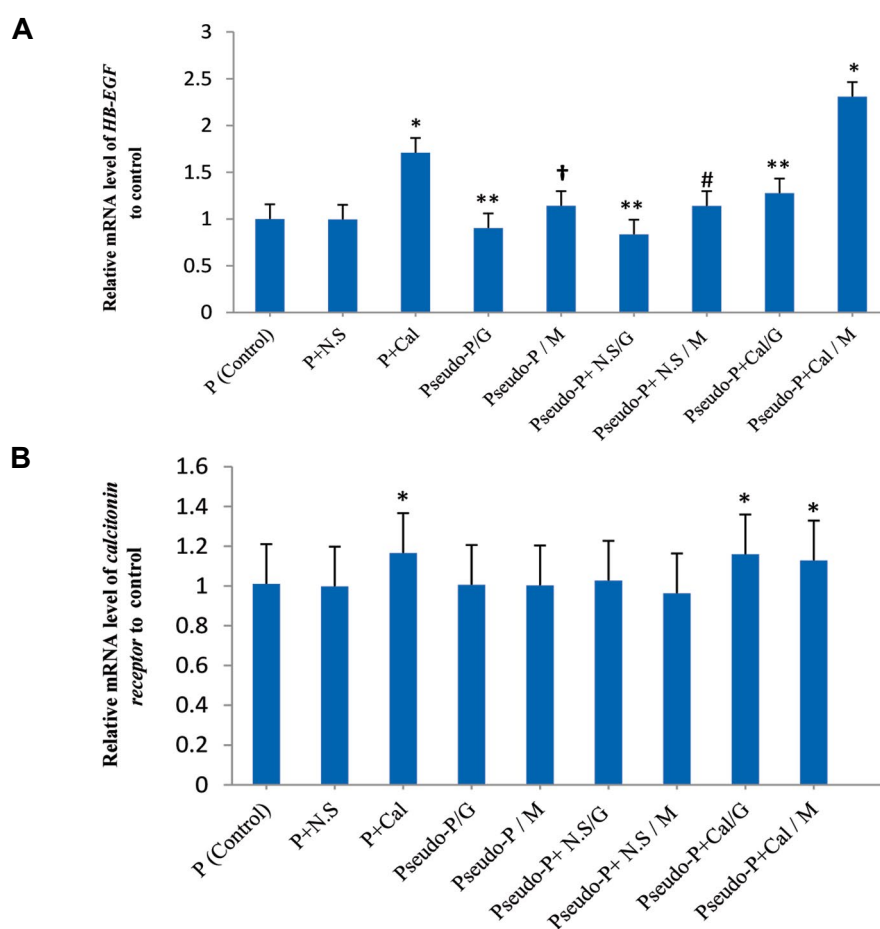 A
Relative mRNA level of HB-EGF
to control
3
2.5
2
1.5
1
0.5
0
*
**
†
**
#
**
*
P (Control)
P+N.S
P+Cal
Pseudo-P/G
Pseudo-P / M
Pseudo-P+ N.S/G
Pseudo-P+ N.S / M
Pseudo-P+Cal/G
Pseudo-P+Cal / M
B
Relative mRNA level of calcitonin
receptor to control
1.6
1.4
1.2
1
0.8
0.6
0.4
0.2
0
*
*
*
P (Control)
P+N.S
P+Cal
Pseudo-P/G
Pseudo-P / M
Pseudo-P+ N.S/G
Pseudo-P+ N.S / M
Pseudo-P+Cal/G
Pseudo-P+Cal / M